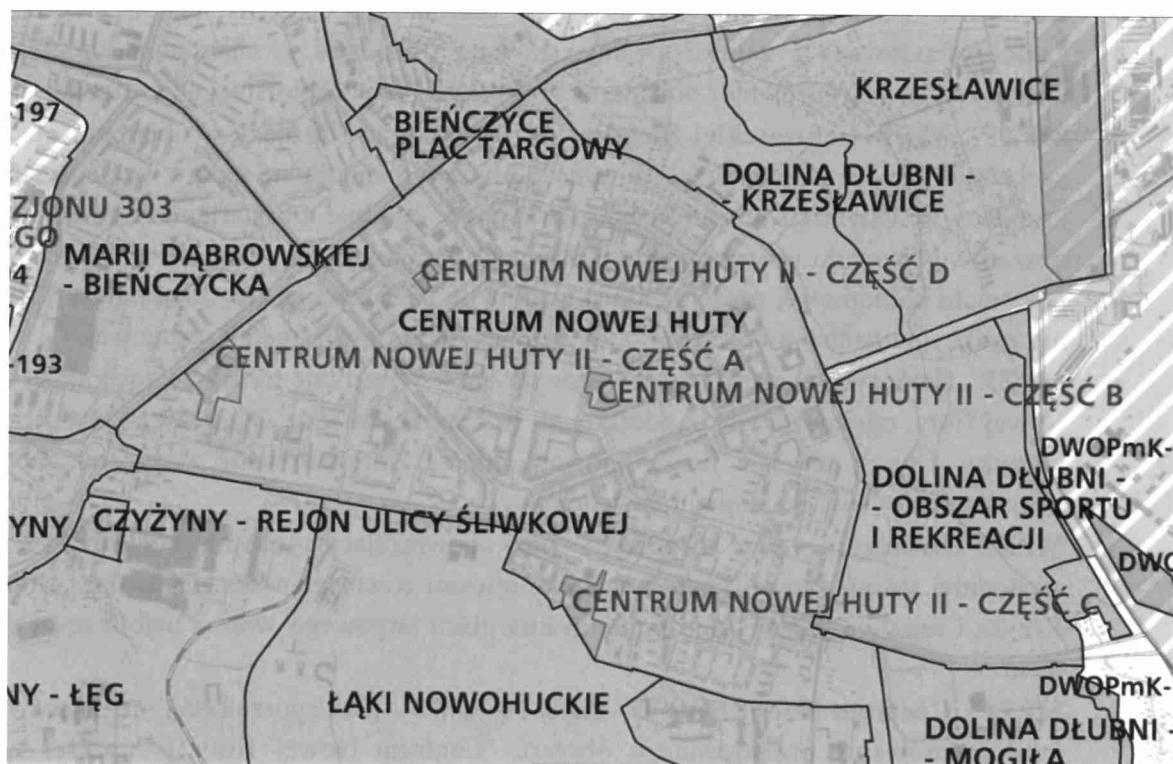 KRZESŁAWICE
-197
BIEŃCZYCE
PLAC TARGOWY
DOLINA DŁUBNI -
- KRZESŁAWICE
ZJONU 303
GO
MARII DĄBROWSKIEJ
- BIEŃCZYCKA
4
CENTRUM NOWEJ HUTY II - CZĘŚĆ D
CENTRUM NOWEJ HUTY
CENTRUM NOWEJ HUTY II - CZĘŚĆ A
-193
CENTRUM NOWEJ HUTY II - CZĘŚĆ B
DWOPmK-
DOLINA DŁUBNI -
- OBSZAR SPORTU
I REKREACJI
YNY
CZYŻYNY - REJON ULICY ŚLIWKOWEJ
DWO
CENTRUM NOWEJ HUTY II - CZĘŚĆ C
NY - ŁĘG
ŁĄKI NOWOHUCKIE
DWOPmK-
DOLINA DŁUBNI -
- MOGIŁA